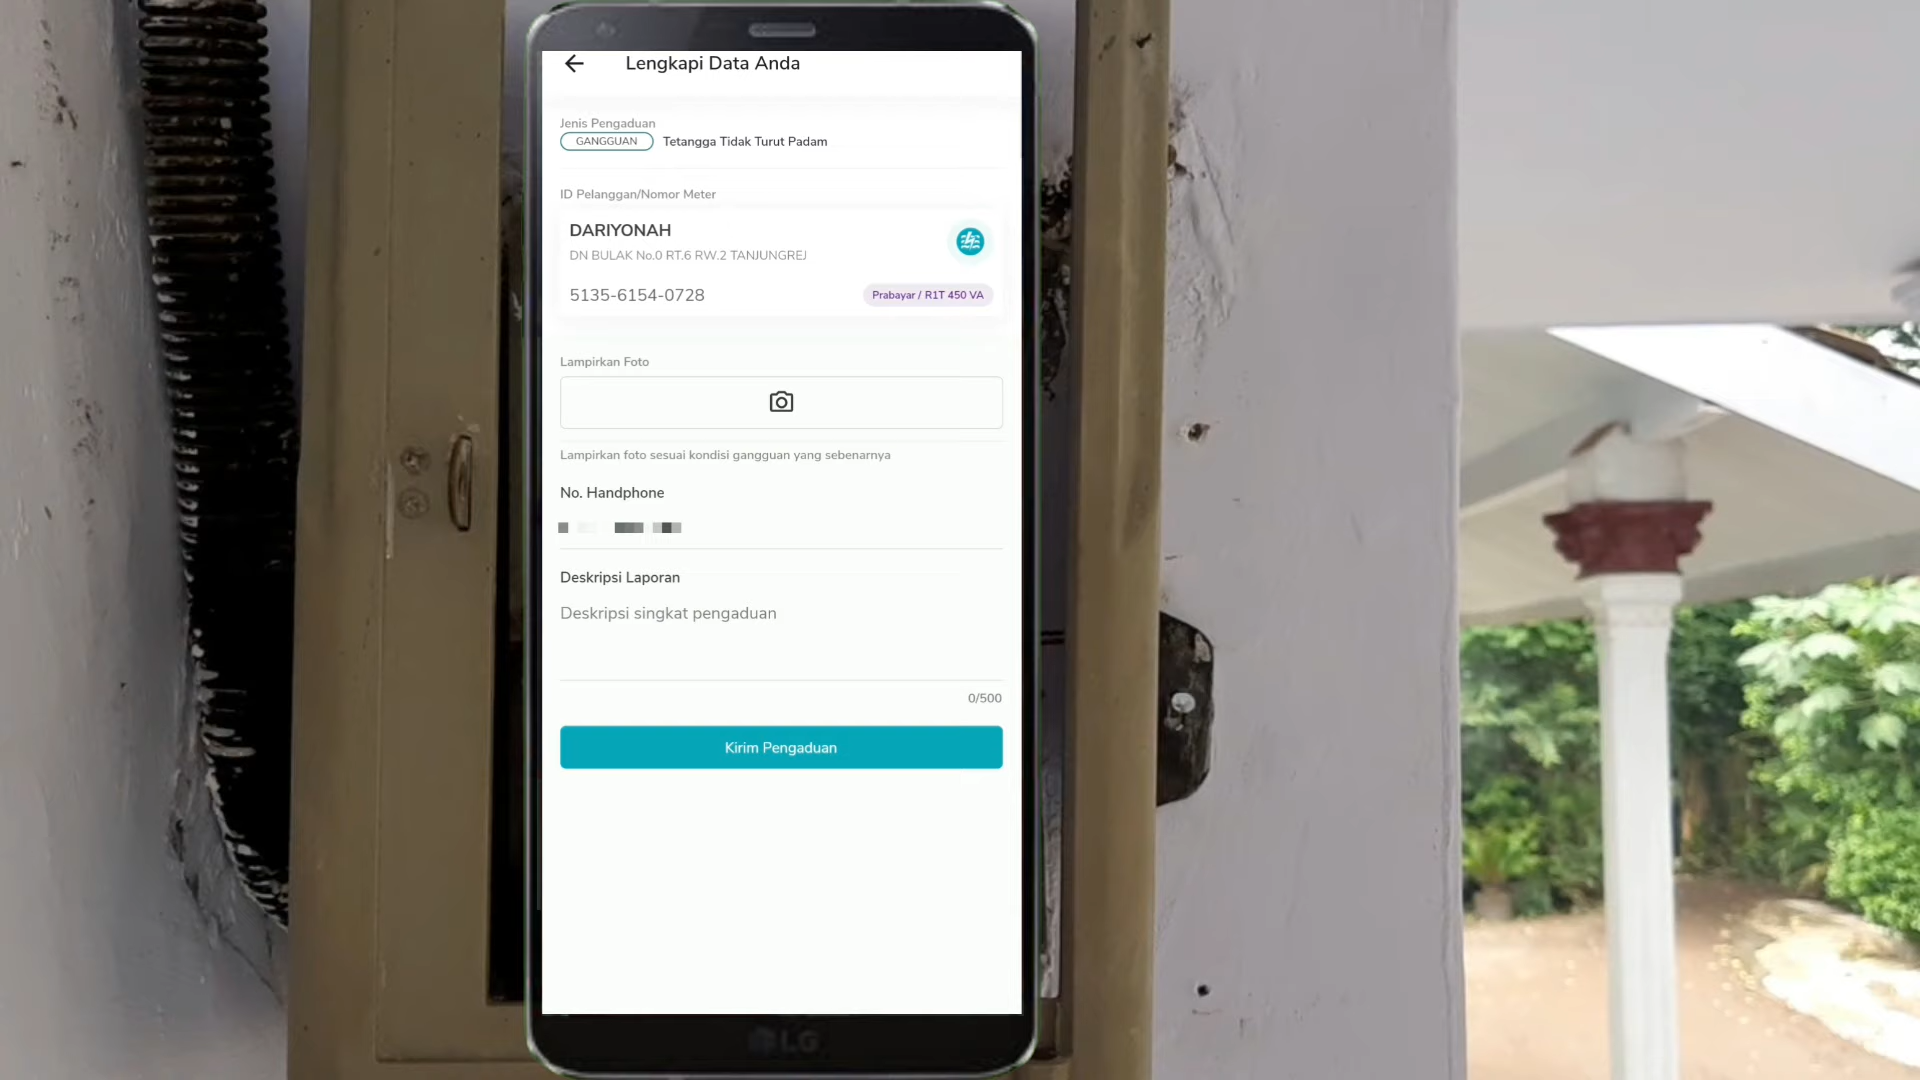 Lengkapi Data Anda
Jenis Pengaduan
GANGGUAN Tetangga Tidak Turut Padam
ID Pelanggan/Nomor Meter
DARIYONAH
DN BULAK No.0 RT.6 RW.2 TANJUNGREJ
5135-6154-0728 Prabayar / R1T 450 VA
Lampirkan Foto
Lampirkan foto sesuai kondisi gangguan yang sebenarnya
No. Handphone
Deskripsi Laporan
Deskripsi singkat pengaduan
0/500
Kirim Pengaduan
LG